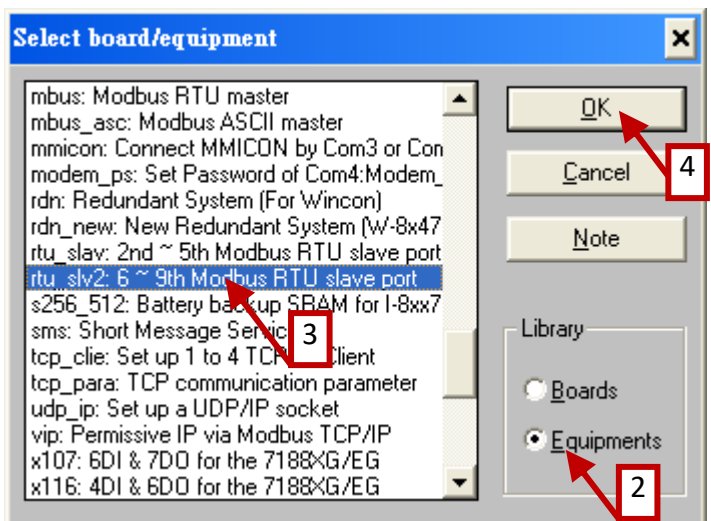 Select board/equipment
mbus: Modbus RTU master
mbus_asc: Modbus ASCII master
mmicon: Connect MMICON by Com3 or Con
modem_ps: Set Password of Com4:Modem_
rdn: Redundant System (For Wincon)
rdn_new: New Redundant System (W-8x47
rtu_slav: 2nd ~ 5th Modbus RTU slave port
rtu_slv2: 6 ~ 9th Modbus RTU slave port
s256_512: Battery backup SRAM for I-8xx7
sms: Short Message
tcp_clie: Set up 1 to 4 Client
tcp_para: TCP communication parameter
udp_ip: Set up a UDP/IP socket
vip: Permissive IP via Modbus TCP/IP
x107: 6DI & 7DO for the 7188XG/EG
x116: 4DI & 6DO for the 7188XG/EG
3
OK
4
Cancel
Note
Library
Boards
Equipments
2